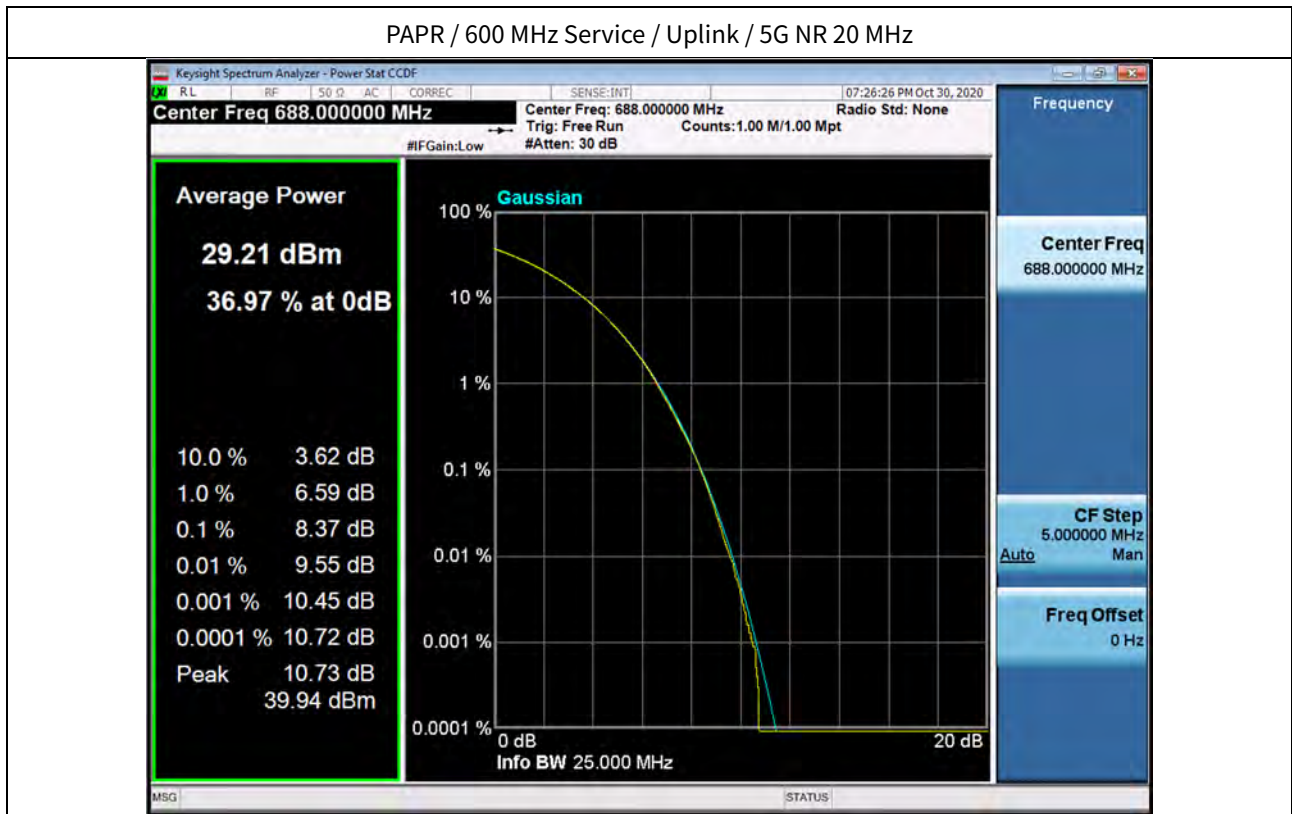 PAPR / 600 MHz Service / Uplink / 5G NR 20 MHz
Keysight Spectrum Analyzer - Power Stat CCDF
LXI RL RF 50 Ω AC CORREC SENSE:INT 07:26:26 PM Oct 30, 2020
Center Freq 688.000000 MHz
Center Freq: 688.000000 MHz Radio Std: None
Trig: Free Run Counts:1.00 M/1.00 Mpt
#IFGain:Low #Atten: 30 dB
Frequency
Average Power
29.21 dBm
36.97 % at 0dB
10.0 % 3.62 dB
1.0 % 6.59 dB
0.1 % 8.37 dB
0.01 % 9.55 dB
0.001 % 10.45 dB
0.0001 % 10.72 dB
Peak 10.73 dB
39.94 dBm
Gaussian
100 %
10 %
1 %
0.1 %
0.01 %
0.001 %
0.0001 %
0 dB 20 dB
Info BW 25.000 MHz
Center Freq
688.000000 MHz
CF Step
5.000000 MHz
Auto Man
Freq Offset
0 Hz
MSG STATUS